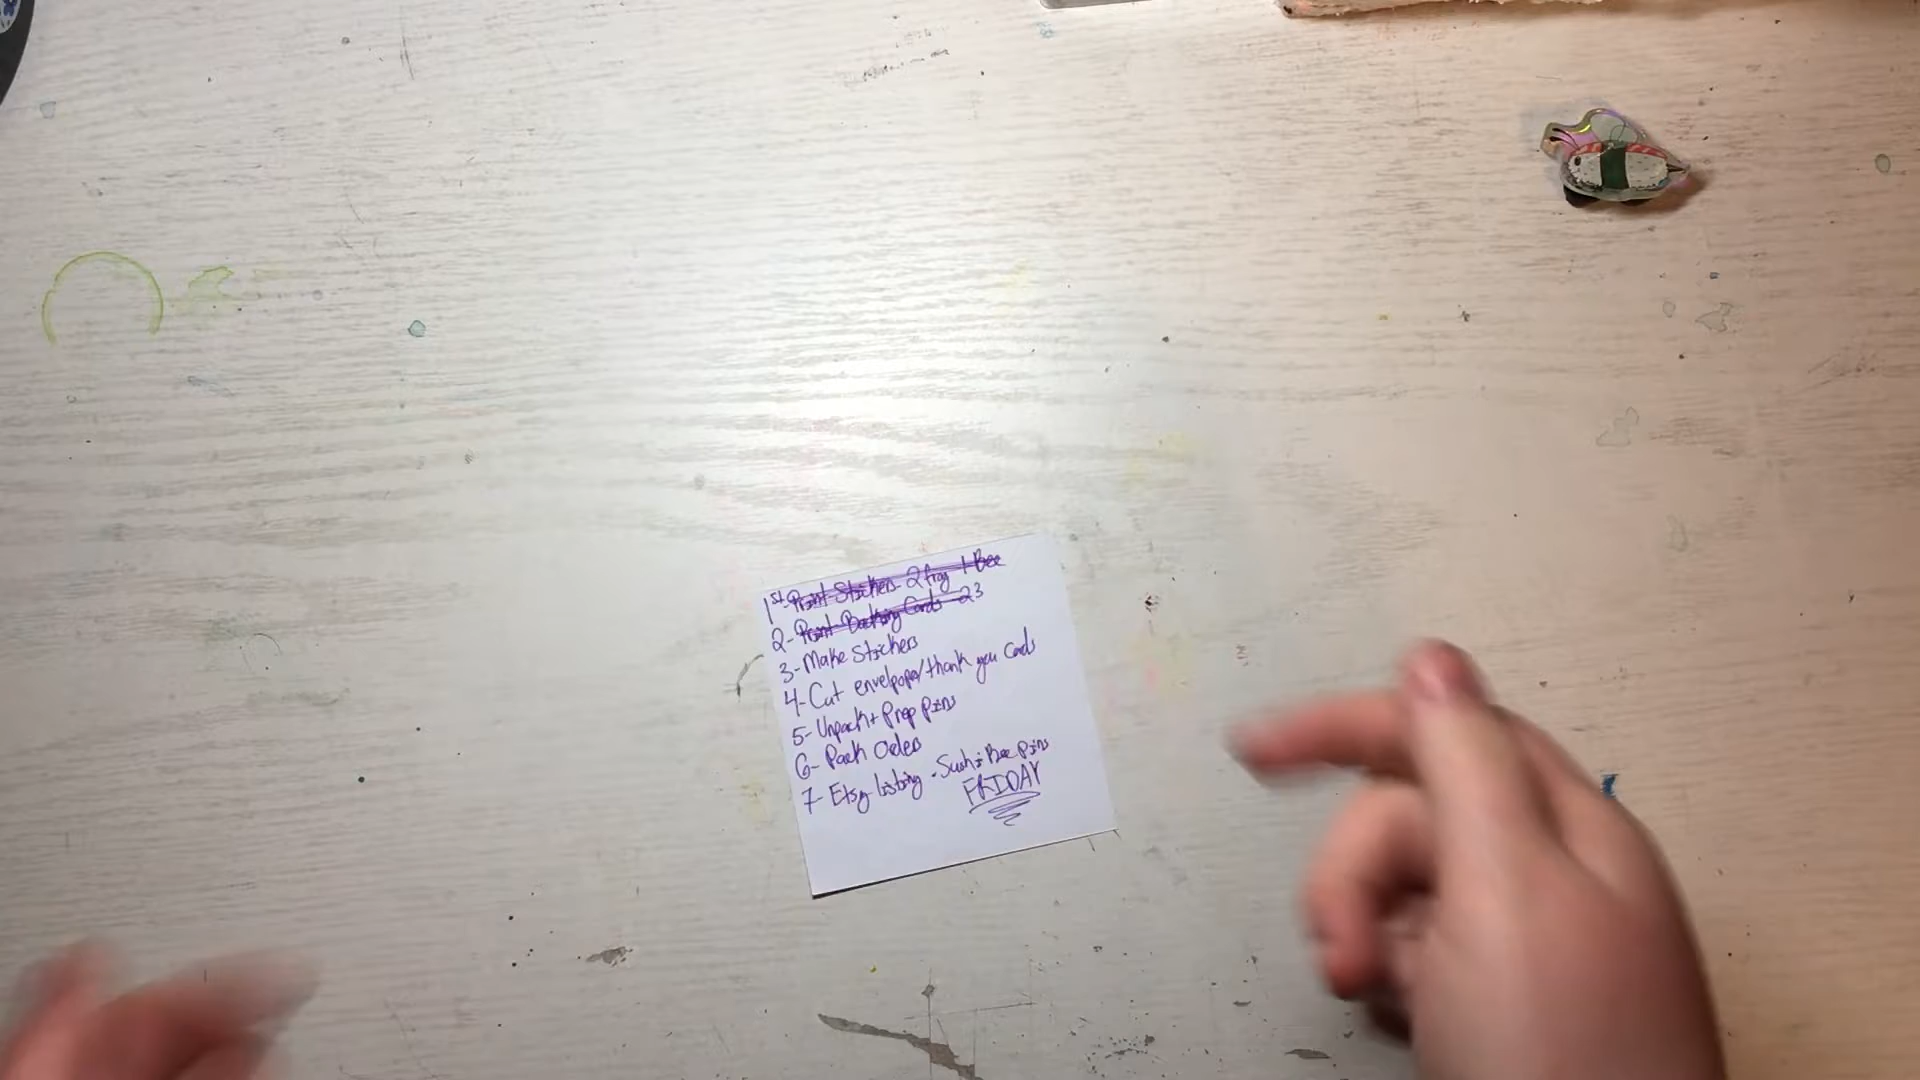 1st- Print Stickers 2 frog 1 Bee
2- Print Backing Cards 23
3- Make Stickers
4- Cut envelpope/thank you cards
5- Unpack + Prep Pins
6- Pack Orders
7- Etsy listing - Sushi Bee Pins
FRIDAY